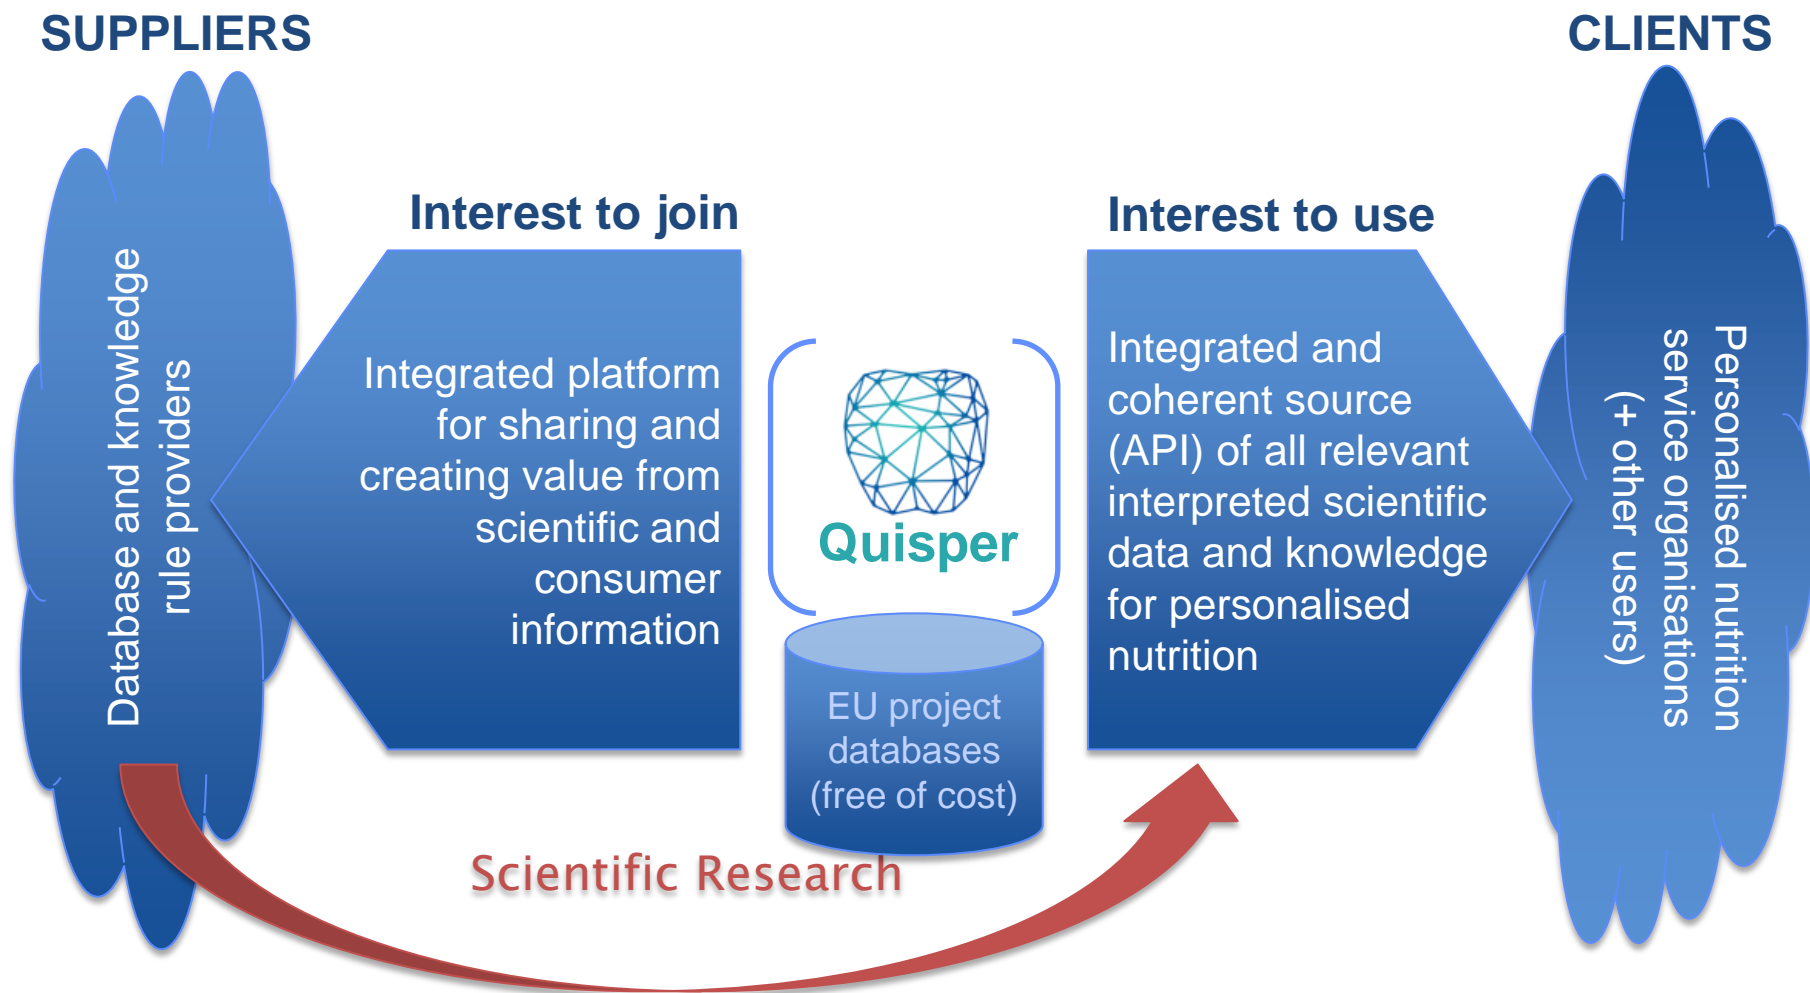 SUPPLIERS
CLIENTS
Database and knowledge
rule providers
Interest to join
Integrated platform
for sharing and
creating value from
scientific and
consumer
information
Quisper
EU project
databases
(free of cost)
Interest to use
Integrated and
coherent source
(API) of all relevant
interpreted scientific
data and knowledge
for personalised
nutrition
Personalised nutrition
service organisations
(+ other users)
Scientific Research